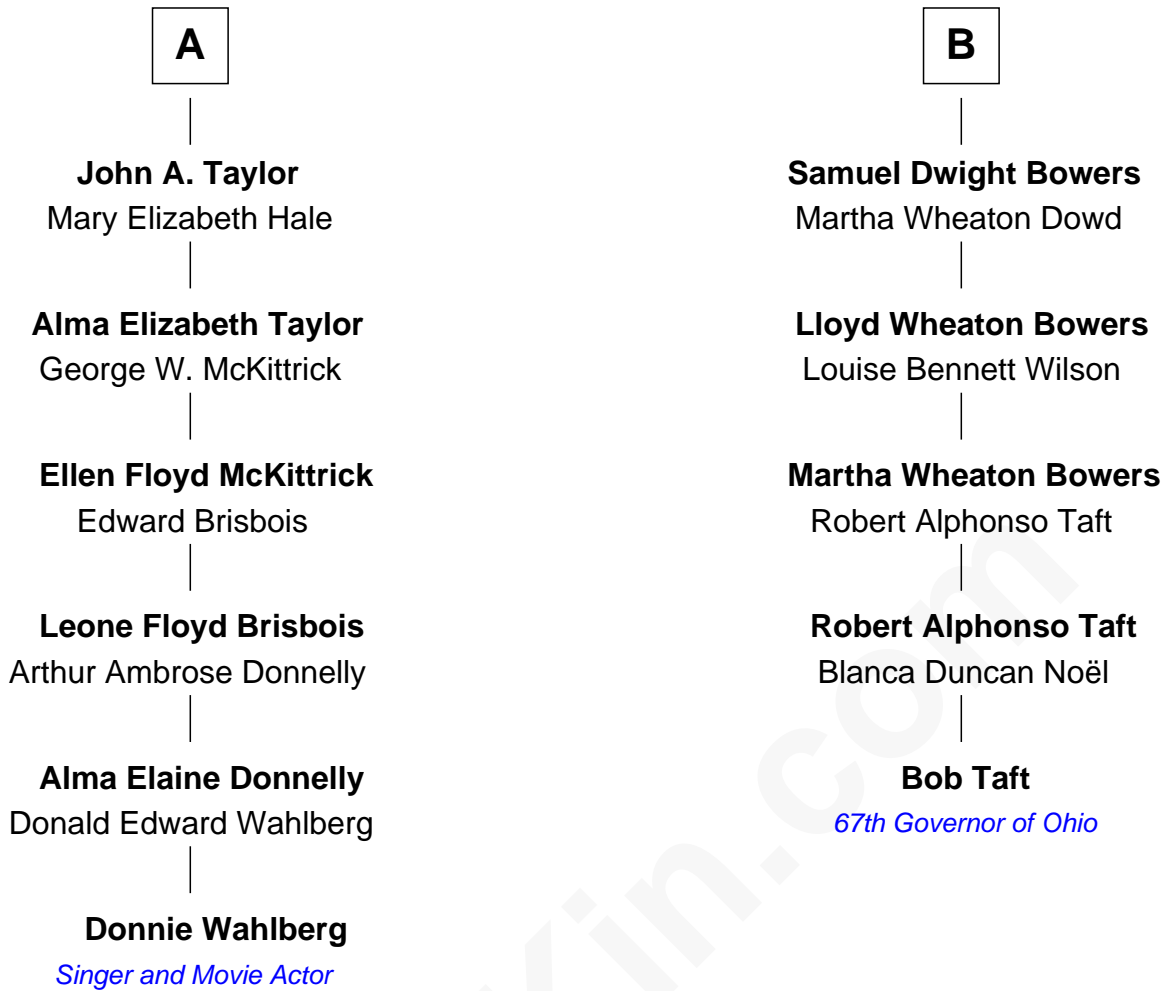 A
John A. Taylor
Mary Elizabeth Hale
Alma Elizabeth Taylor
George W. McKittrick
Ellen Floyd McKittrick
Edward Brisbois
Leone Floyd Brisbois
Arthur Ambrose Donnelly
Alma Elaine Donnelly
Donald Edward Wahlberg
Donnie Wahlberg
Singer and Movie Actor
B
Samuel Dwight Bowers
Martha Wheaton Dowd
Lloyd Wheaton Bowers
Louise Bennett Wilson
Martha Wheaton Bowers
Robert Alphonso Taft
Robert Alphonso Taft
Blanca Duncan Noël
Bob Taft
67th Governor of Ohio